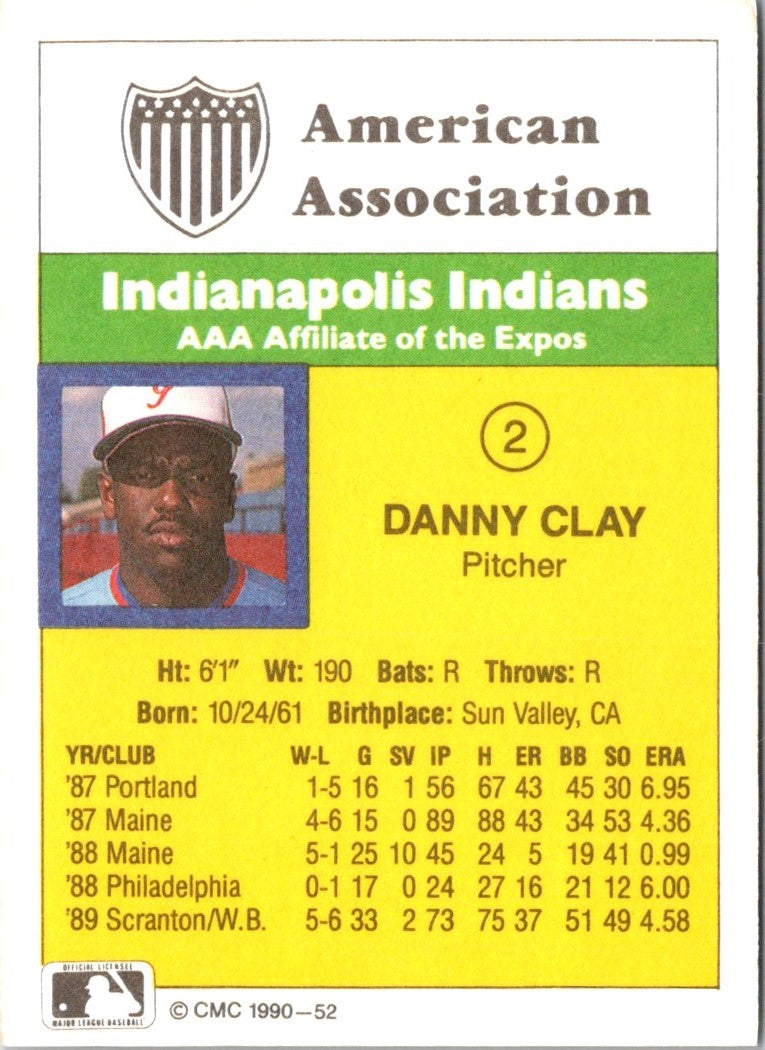 American
Association
Indianapolis Indians
AAA Affiliate of the Expos
2
DANNY CLAY
Pitcher
Ht: 6'1" Wt: 190 Bats: R Throws: R
Born: 10/24/61 Birthplace: Sun Valley, CA
YR/CLUB W-L G SV IP H ER BB SO ERA
'87 Portland 1-5 16 1 56 67 43 45 30 6.95
'87 Maine 4-6 15 0 89 88 43 34 53 4.36
'88 Maine 5-1 25 10 45 24 5 19 41 0.99
'88 Philadelphia 0-1 17 0 24 27 16 21 12 6.00
'89 Scranton/W.B. 5-6 33 2 73 75 37 51 49 4.58
OFFICIAL LICENSEE
MAJOR LEAGUE BASEBALL
© CMC 1990-52